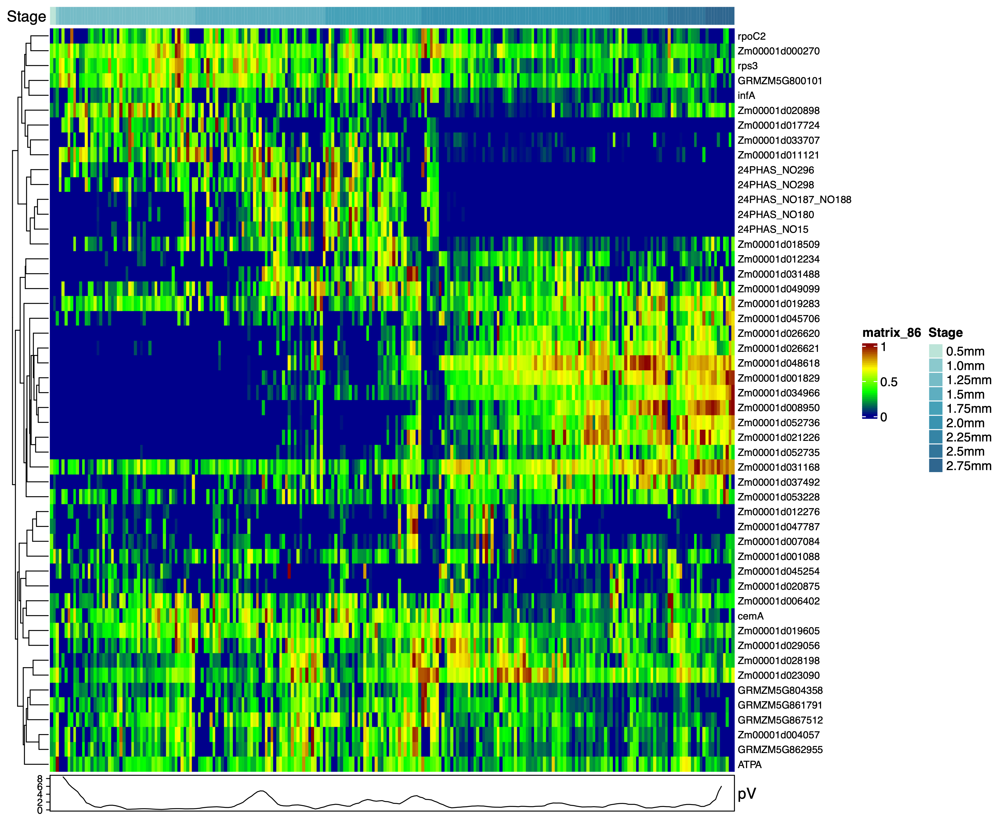 Stage
rpoC2
Zm00001d000270
rps3
GRMZM5G800101
infA
Zm00001d020898
Zm00001d017724
Zm00001d033707
Zm00001d011121
24PHAS_NO296
24PHAS_NO298
24PHAS_NO187_NO188
24PHAS_NO180
24PHAS_NO15
Zm00001d018509
Zm00001d012234
Zm00001d031488
Zm00001d049099
Zm00001d019283
Zm00001d045706
Zm00001d026620
Zm00001d026621
Zm00001d048618
Zm00001d001829
Zm00001d034966
Zm00001d008950
Zm00001d052736
Zm00001d021226
Zm00001d052735
Zm00001d031168
Zm00001d037492
Zm00001d053228
Zm00001d012276
Zm00001d047787
Zm00001d007084
Zm00001d001088
Zm00001d045254
Zm00001d020875
Zm00001d006402
cemA
Zm00001d019605
Zm00001d029056
Zm00001d028198
Zm00001d023090
GRMZM5G804358
GRMZM5G861791
GRMZM5G867512
Zm00001d004057
GRMZM5G862955
ATPA
8
6
4
2
0
pV
matrix_86
1
0.5
0
Stage
0.5mm
1.0mm
1.25mm
1.5mm
1.75mm
2.0mm
2.25mm
2.5mm
2.75mm